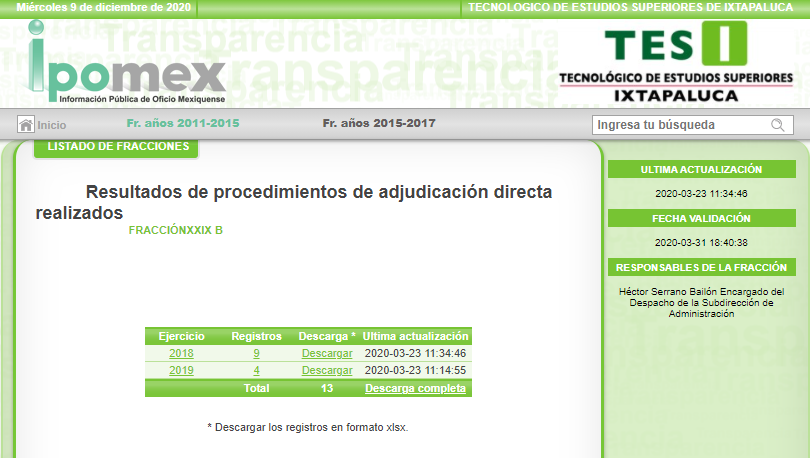 Miércoles 9 de diciembre de 2020
TECNOLOGICO DE ESTUDIOS SUPERIORES DE IXTAPALUCA
Transparencia
Transparencia
ipomex
Información Pública de Oficio Mexiquense
TESI
TECNOLÓGICO DE ESTUDIOS SUPERIORES
IXTAPALUCA
Inicio
Fr. años 2011-2015
Fr. años 2015-2017
Ingresa tu búsqueda
LISTADO DE FRACCIONES
Resultados de procedimientos de adjudicación directa
realizados
FRACCIÓNXXIX B
Ejercicio Registros Descarga * Ultima actualización
2018 9 Descargar 2020-03-23 11:34:46
2019 4 Descargar 2020-03-23 11:14:55
Total 13 Descarga completa
* Descargar los registros en formato xlsx.
ULTIMA ACTUALIZACIÓN
2020-03-23 11:34:46
FECHA VALIDACIÓN
2020-03-31 18:40:38
RESPONSABLES DE LA FRACCIÓN
Héctor Serrano Bailón Encargado del
Despacho de la Subdirección de
Administración